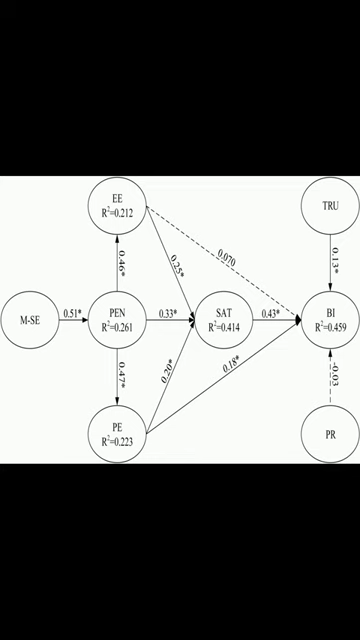 EE
R²=0.212
TRU
0.070
0.25*
0.46*
0.13*
M-SE
0.51*
PEN
R²=0.261
0.33*
SAT
R²=0.414
0.43*
BI
R²=0.459
0.47*
0.20*
0.18*
-0.03
PE
R²=0.223
PR